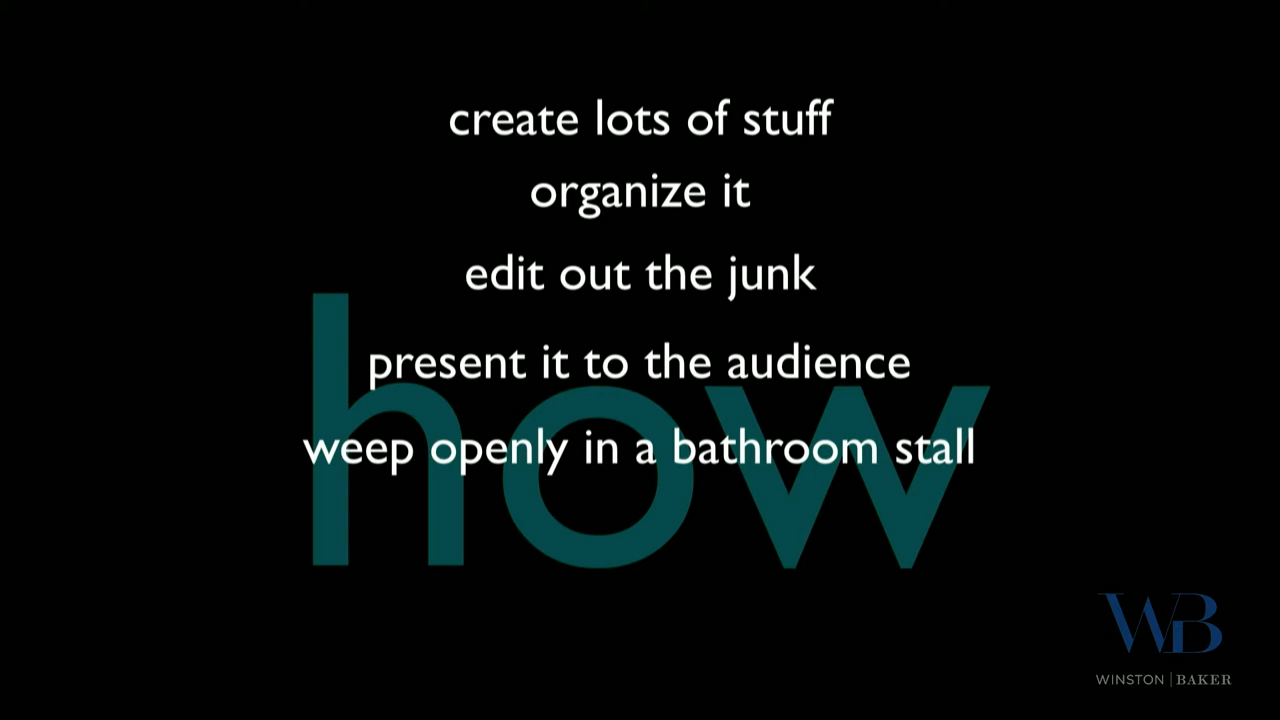 create lots of stuff
organize it
edit out the junk
present it to the audience
weep openly in a bathroom stall
how
WB
WINSTON | BAKER